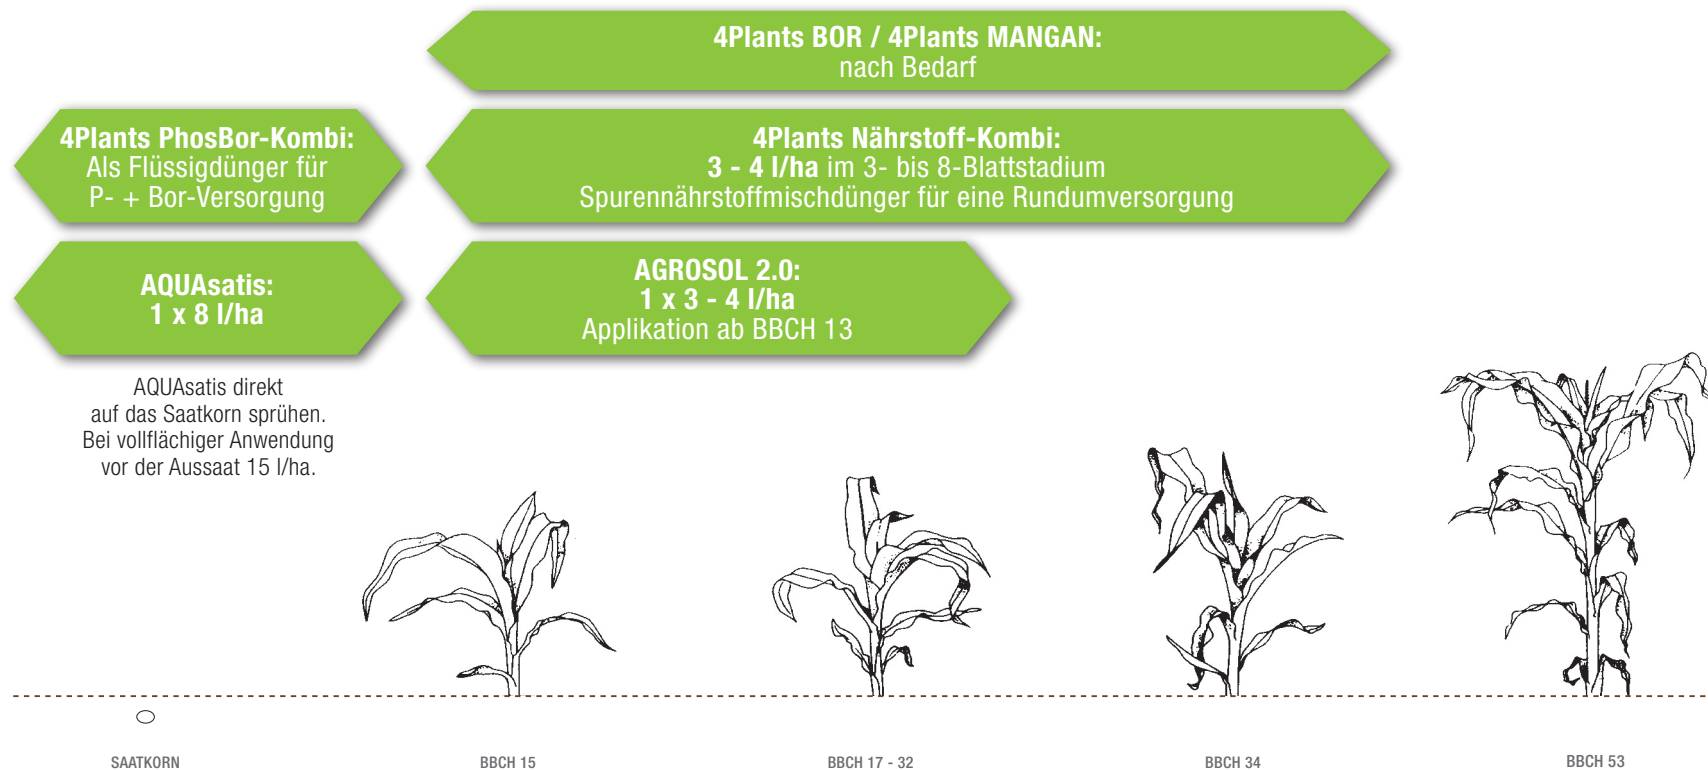 4Plants BOR / 4Plants MANGAN:
nach Bedarf
4Plants PhosBor-Kombi:
Als Flüssigdünger für
P- + Bor-Versorgung
4Plants Nährstoff-Kombi:
3 - 4 l/ha im 3- bis 8-Blattstadium
Spurennährstoffmischdünger für eine Rundumversorgung
AQUAsatis:
1 x 8 l/ha
AGROSOL 2.0:
1 x 3 - 4 l/ha
Applikation ab BBCH 13
AQUAsatis direkt
auf das Saatkorn sprühen.
Bei vollflächiger Anwendung
vor der Aussaat 15 l/ha.
SAATKORN
BBCH 15
BBCH 17 - 32
BBCH 34
BBCH 53